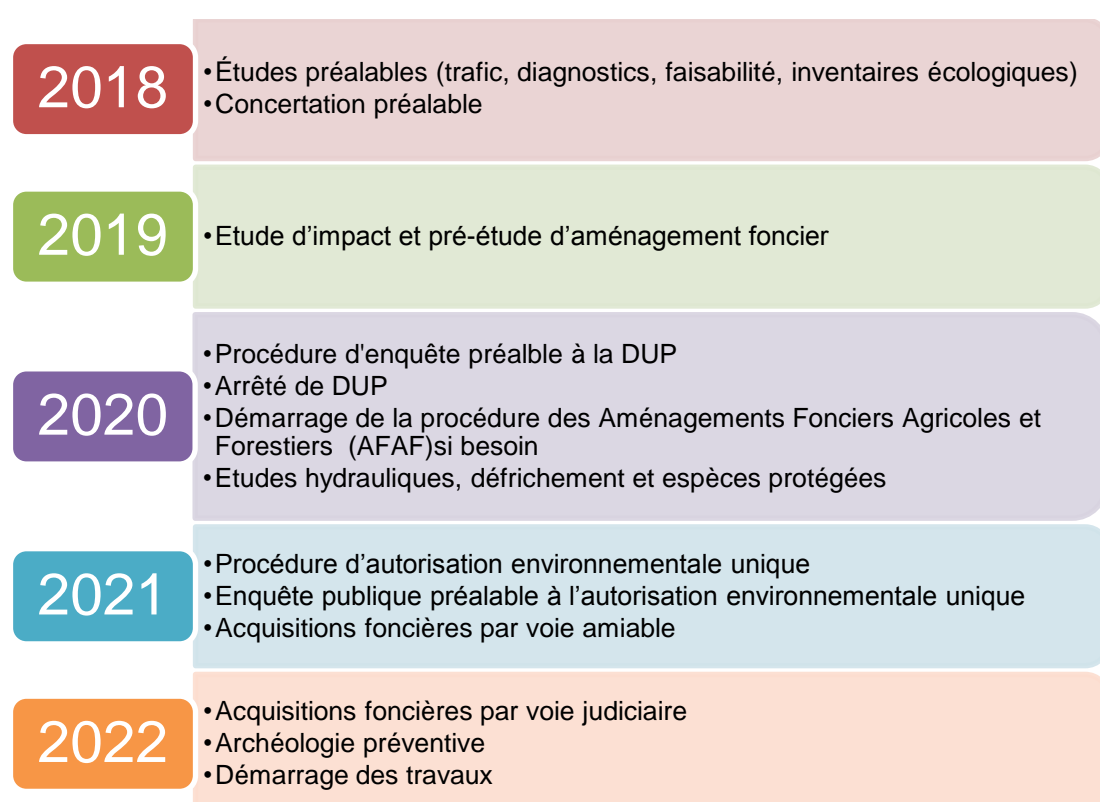 2018
•Études préalables (trafic, diagnostics, faisabilité, inventaires écologiques)
•Concertation préalable
2019
•Etude d’impact et pré-étude d’aménagement foncier
2020
•Procédure d'enquête préalble à la DUP
•Arrêté de DUP
•Démarrage de la procédure des Aménagements Fonciers Agricoles et
Forestiers (AFAF)si besoin
•Etudes hydrauliques, défrichement et espèces protégées
2021
•Procédure d’autorisation environnementale unique
•Enquête publique préalable à l’autorisation environnementale unique
•Acquisitions foncières par voie amiable
2022
•Acquisitions foncières par voie judiciaire
•Archéologie préventive
•Démarrage des travaux